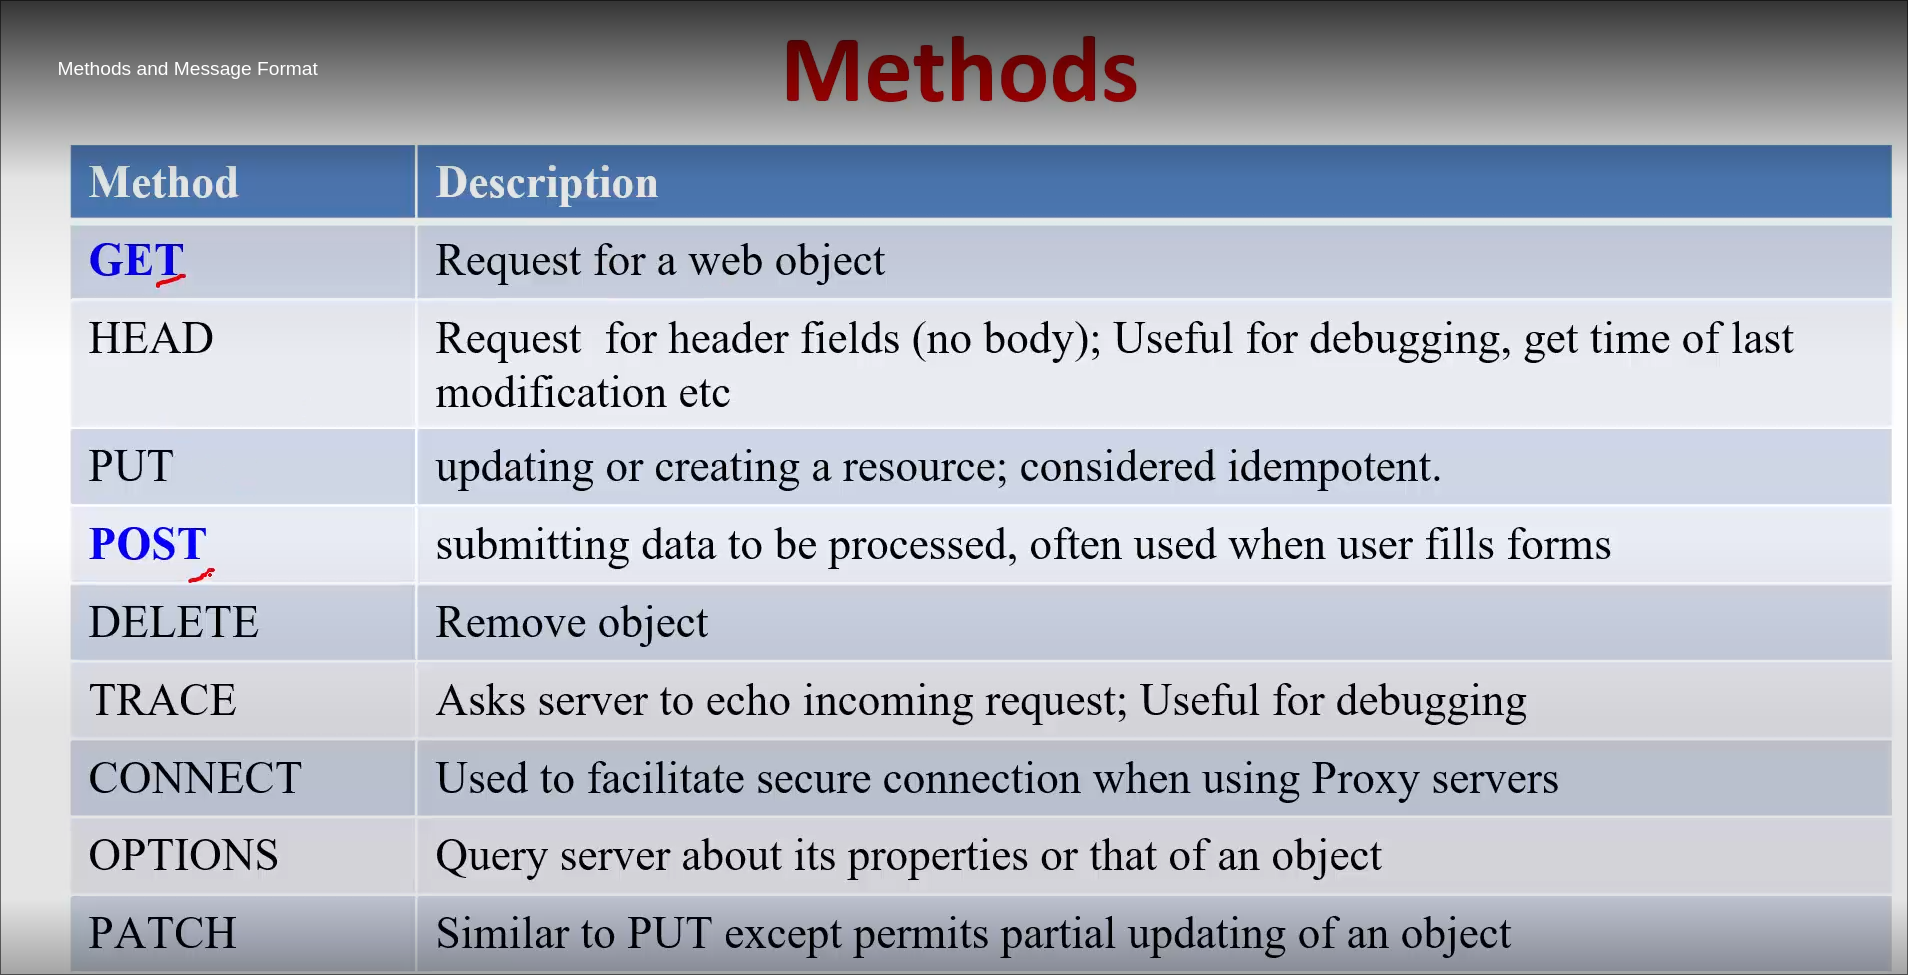 Methods and Message Format
Methods
Method Description
GET Request for a web object
HEAD Request for header fields (no body); Useful for debugging, get time of last
modification etc
PUT updating or creating a resource; considered idempotent.
POST submitting data to be processed, often used when user fills forms
DELETE Remove object
TRACE Asks server to echo incoming request; Useful for debugging
CONNECT Used to facilitate secure connection when using Proxy servers
OPTIONS Query server about its properties or that of an object
PATCH Similar to PUT except permits partial updating of an object